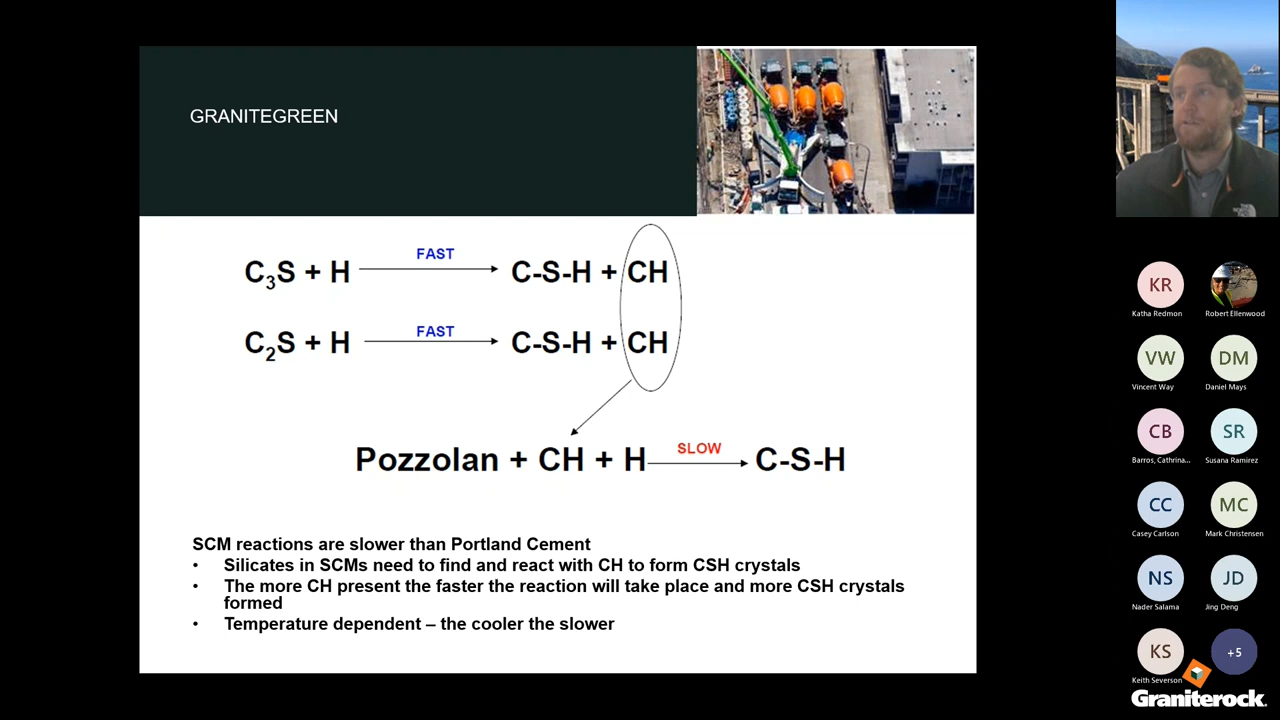 GRANITEGREEN
FAST
C3S + H C-S-H + CH
FAST
C2S + H C-S-H + CH
SLOW
Pozzolan + CH + H C-S-H
SCM reactions are slower than Portland Cement
• Silicates in SCMs need to find and react with CH to form CSH crystals
• The more CH present the faster the reaction will take place and more CSH crystals
formed
• Temperature dependent – the cooler the slower
KR
Katha Redmon Robert Ellenwood
VW DM
Vincent Way Daniel Mays
CB SR
Barros, Cathrina... Susana Ramirez
CC MC
Casey Carlson Mark Christensen
NS JD
Nader Salama Jing Deng
KS +5
Keith Severson
Graniterock.